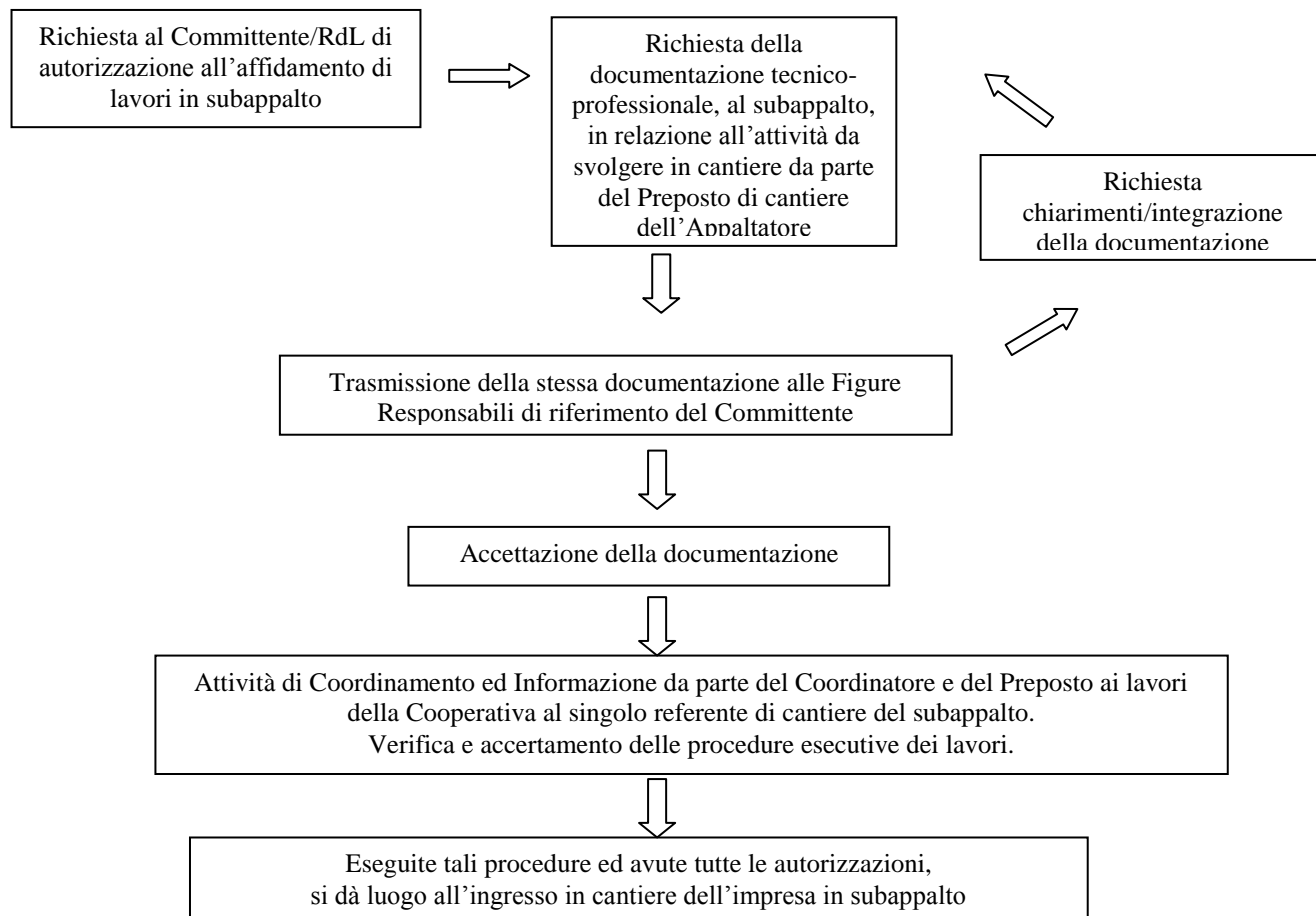 Richiesta al Committente/RdL di
autorizzazione all’affidamento di
lavori in subappalto
Richiesta della
documentazione tecnico-
professionale, al subappalto,
in relazione all’attività da
svolgere in cantiere da parte
del Preposto di cantiere
dell’Appaltatore
Richiesta
chiarimenti/integrazione
della documentazione
Trasmissione della stessa documentazione alle Figure
Responsabili di riferimento del Committente
Accettazione della documentazione
Attività di Coordinamento ed Informazione da parte del Coordinatore e del Preposto ai lavori
della Cooperativa al singolo referente di cantiere del subappalto.
Verifica e accertamento delle procedure esecutive dei lavori.
Eseguite tali procedure ed avute tutte le autorizzazioni,
si dà luogo all’ingresso in cantiere dell’impresa in subappalto